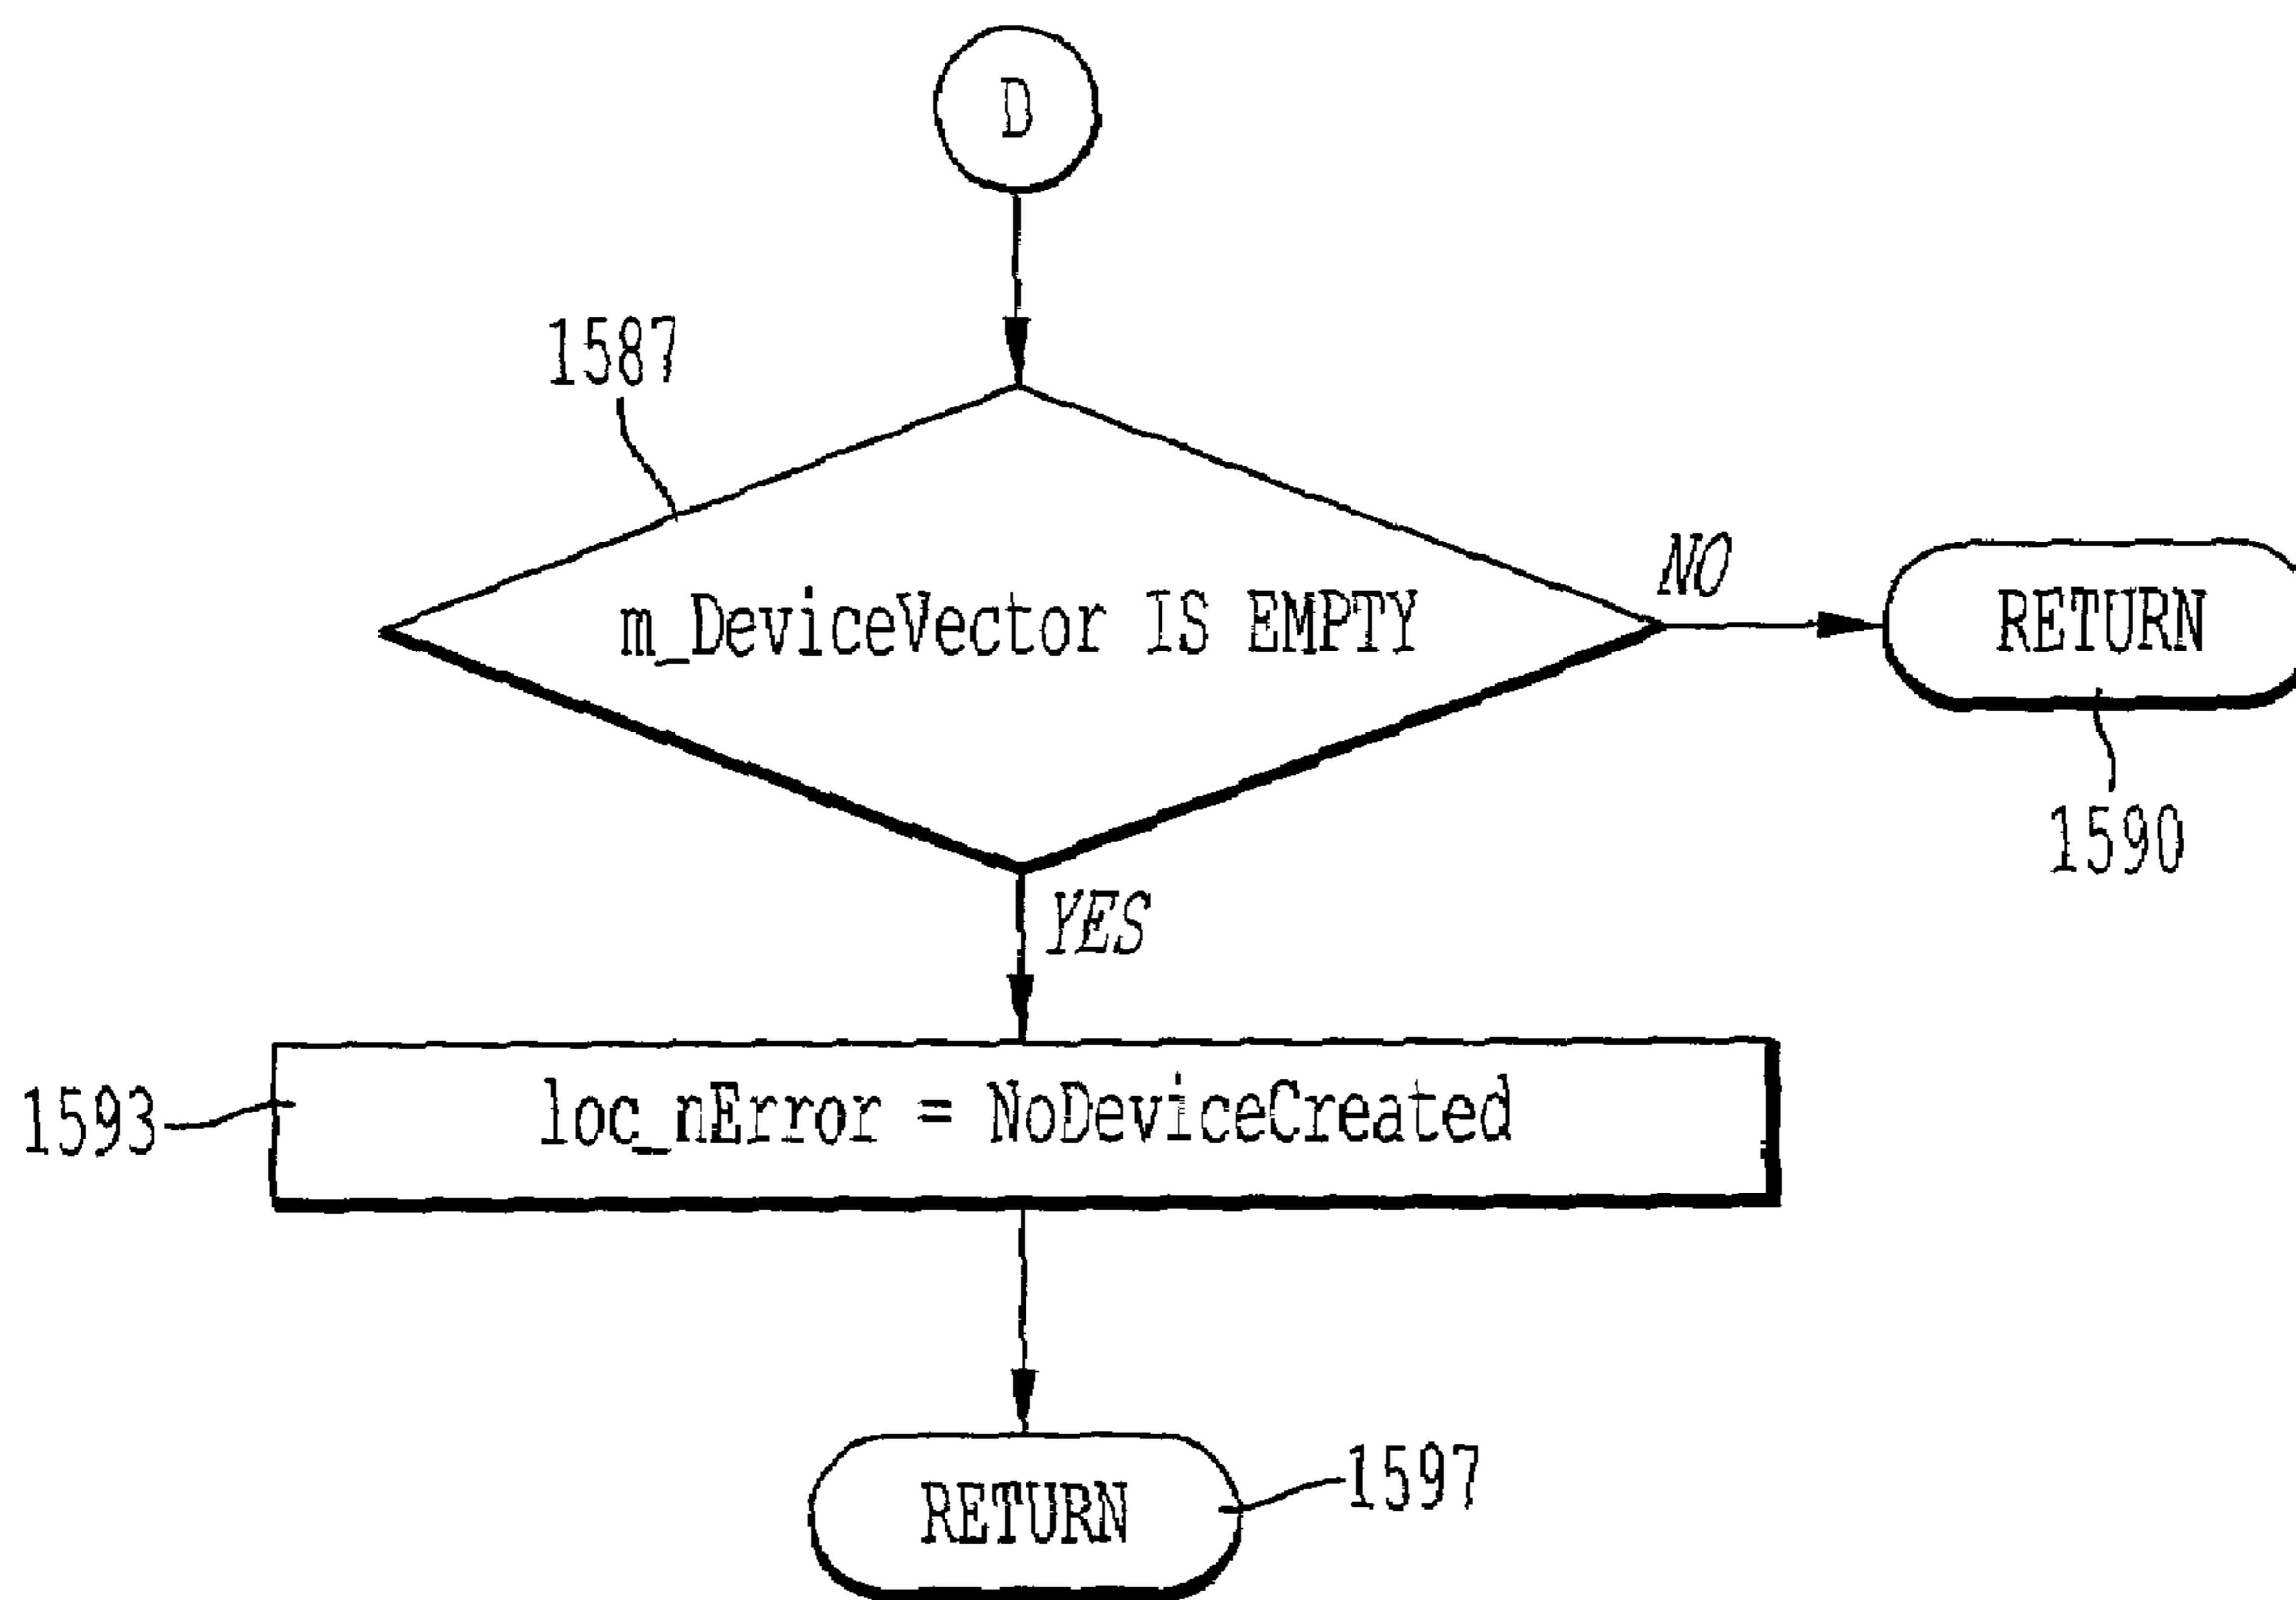 D
1587
NO
m_DeviceVector IS EMPTY
RETURN
1590
YES
1593
loc_nError = NoDeviceCreated
1597
RETURN